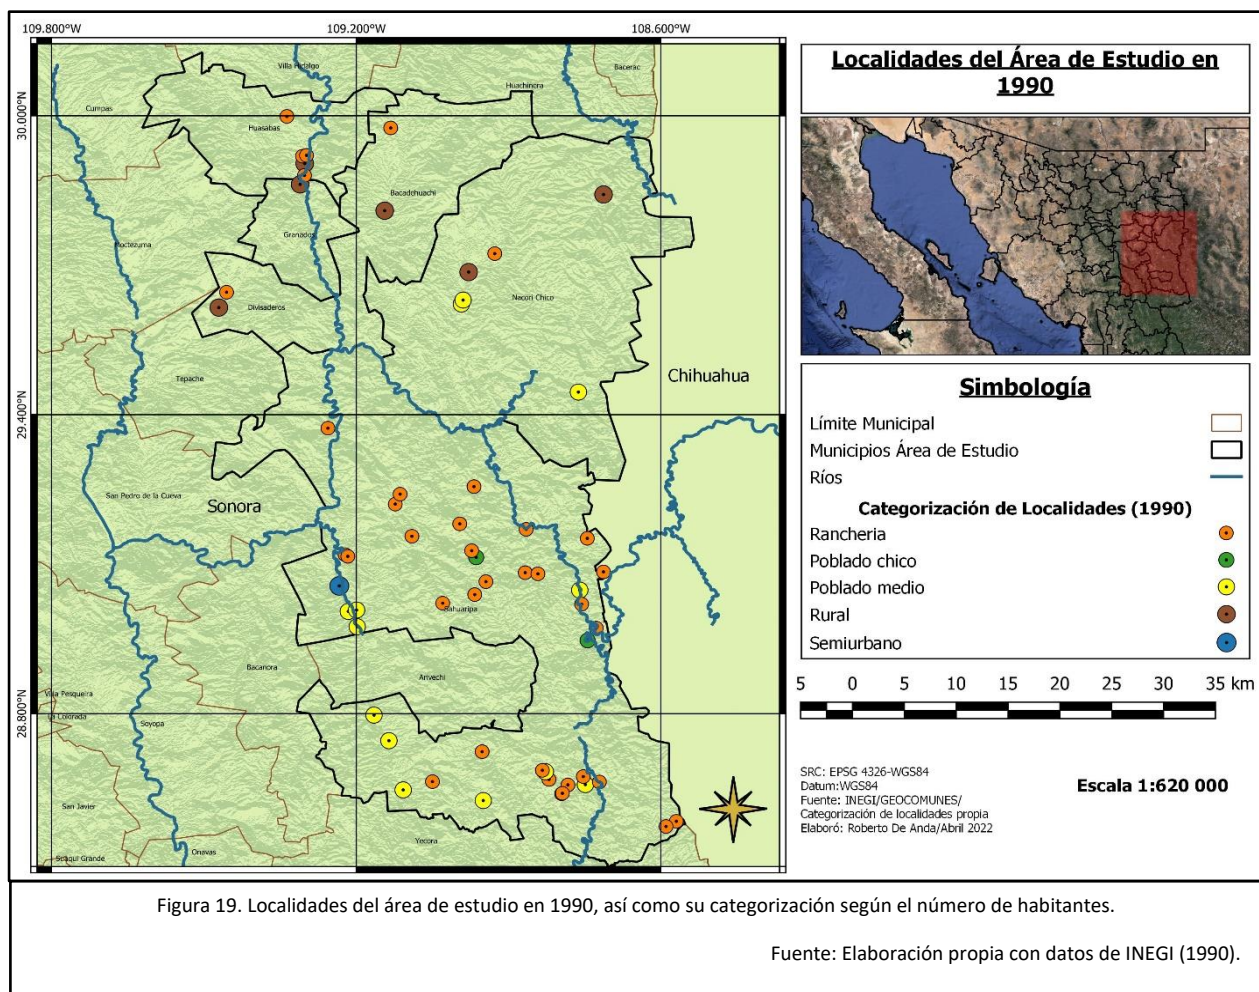 109.800°W 109.200°W 108.600°W
30.000°N
29.400°N
28.800°N
Villa Hidalgo
Bacerac
Huachinera
Cumpas
Huasabas
Bacadehuachi
Granados
Moctezuma
Nacori Chico
Divisaderos
Tepache
Chihuahua
San Pedro de la Cueva
Sonora
Sahuaripa
Bacanora
Arivechi
Villa Pesqueira
La Colorada
Soyopa
San Javier
Yecora
Onavas
Suaqui Grande
Localidades del Área de Estudio en
1990
Simbología
Límite Municipal
Municipios Área de Estudio
Ríos
Categorización de Localidades (1990)
Rancheria
Poblado chico
Poblado medio
Rural
Semiurbano
5 0 5 10 15 20 25 30 35 km
SRC: EPSG 4326-WGS84
Datum:WGS84
Fuente: INEGI/GEOCOMUNES/
Categorización de localidades propia
Elaboró: Roberto De Anda/Abril 2022
Escala 1:620 000
Figura 19. Localidades del área de estudio en 1990, así como su categorización según el número de habitantes.
Fuente: Elaboración propia con datos de INEGI (1990).